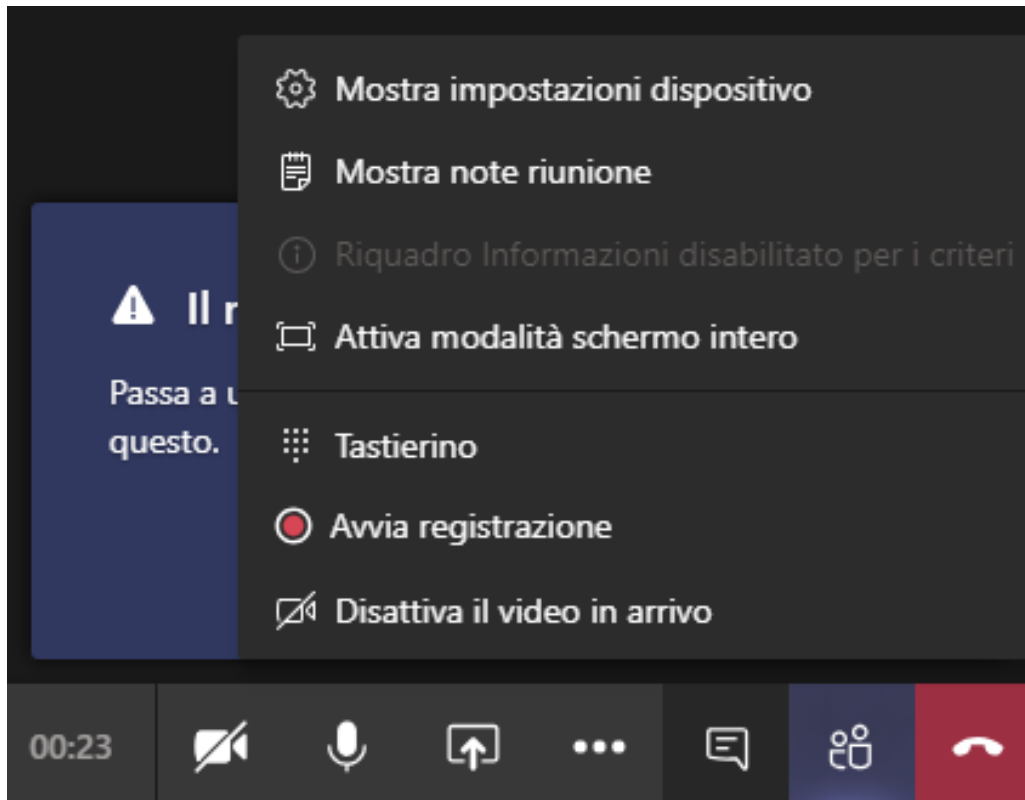 Mostra impostazioni dispositivo
Mostra note riunione
Riquadro Informazioni disabilitato per i criteri
Attiva modalità schermo intero
Il
Passa a
questo.
Tastierino
Avvia registrazione
Disattiva il video in arrivo
00:23